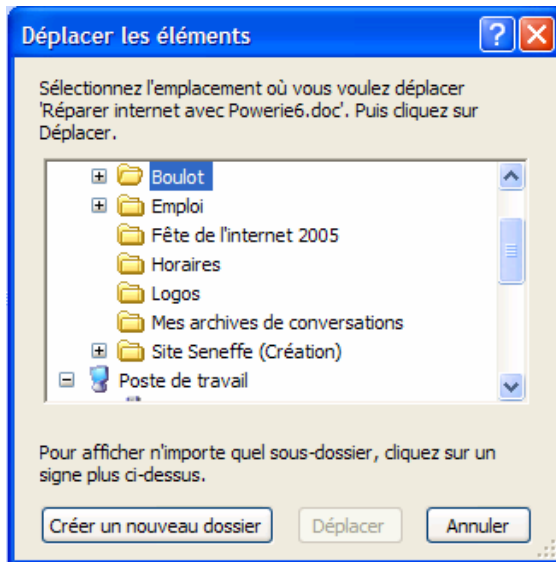 Déplacer les éléments
Sélectionnez l'emplacement où vous voulez déplacer
'Réparer internet avec Powerie6.doc'. Puis cliquez sur
Déplacer.
Boulot
Emploi
Fête de l'internet 2005
Horaires
Logos
Mes archives de conversations
Site Seneffe (Création)
Poste de travail
Pour afficher n'importe quel sous-dossier, cliquez sur un
signe plus ci-dessus.
Créer un nouveau dossier
Déplacer
Annuler